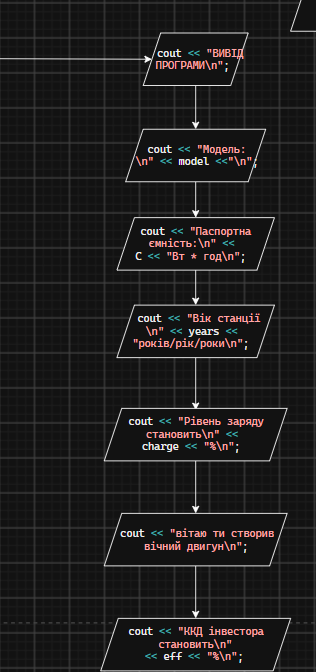 cout << "ВИВІД
ПРОГРАМИ\n";
cout << "Модель:
\n" << model <<"\n";
cout << "Паспортна
ємність:\n" <<
C << "Вт * год\n";
cout << "Вік станції
\n" << years <<
"років/рік/роки\n";
cout << "Рівень заряду
становить\n" <<
charge << "%\n";
cout << "вітаю ти створив
вічний двигун\n";
cout << "ККД інвестора
становить\n"
<< eff << "%\n";